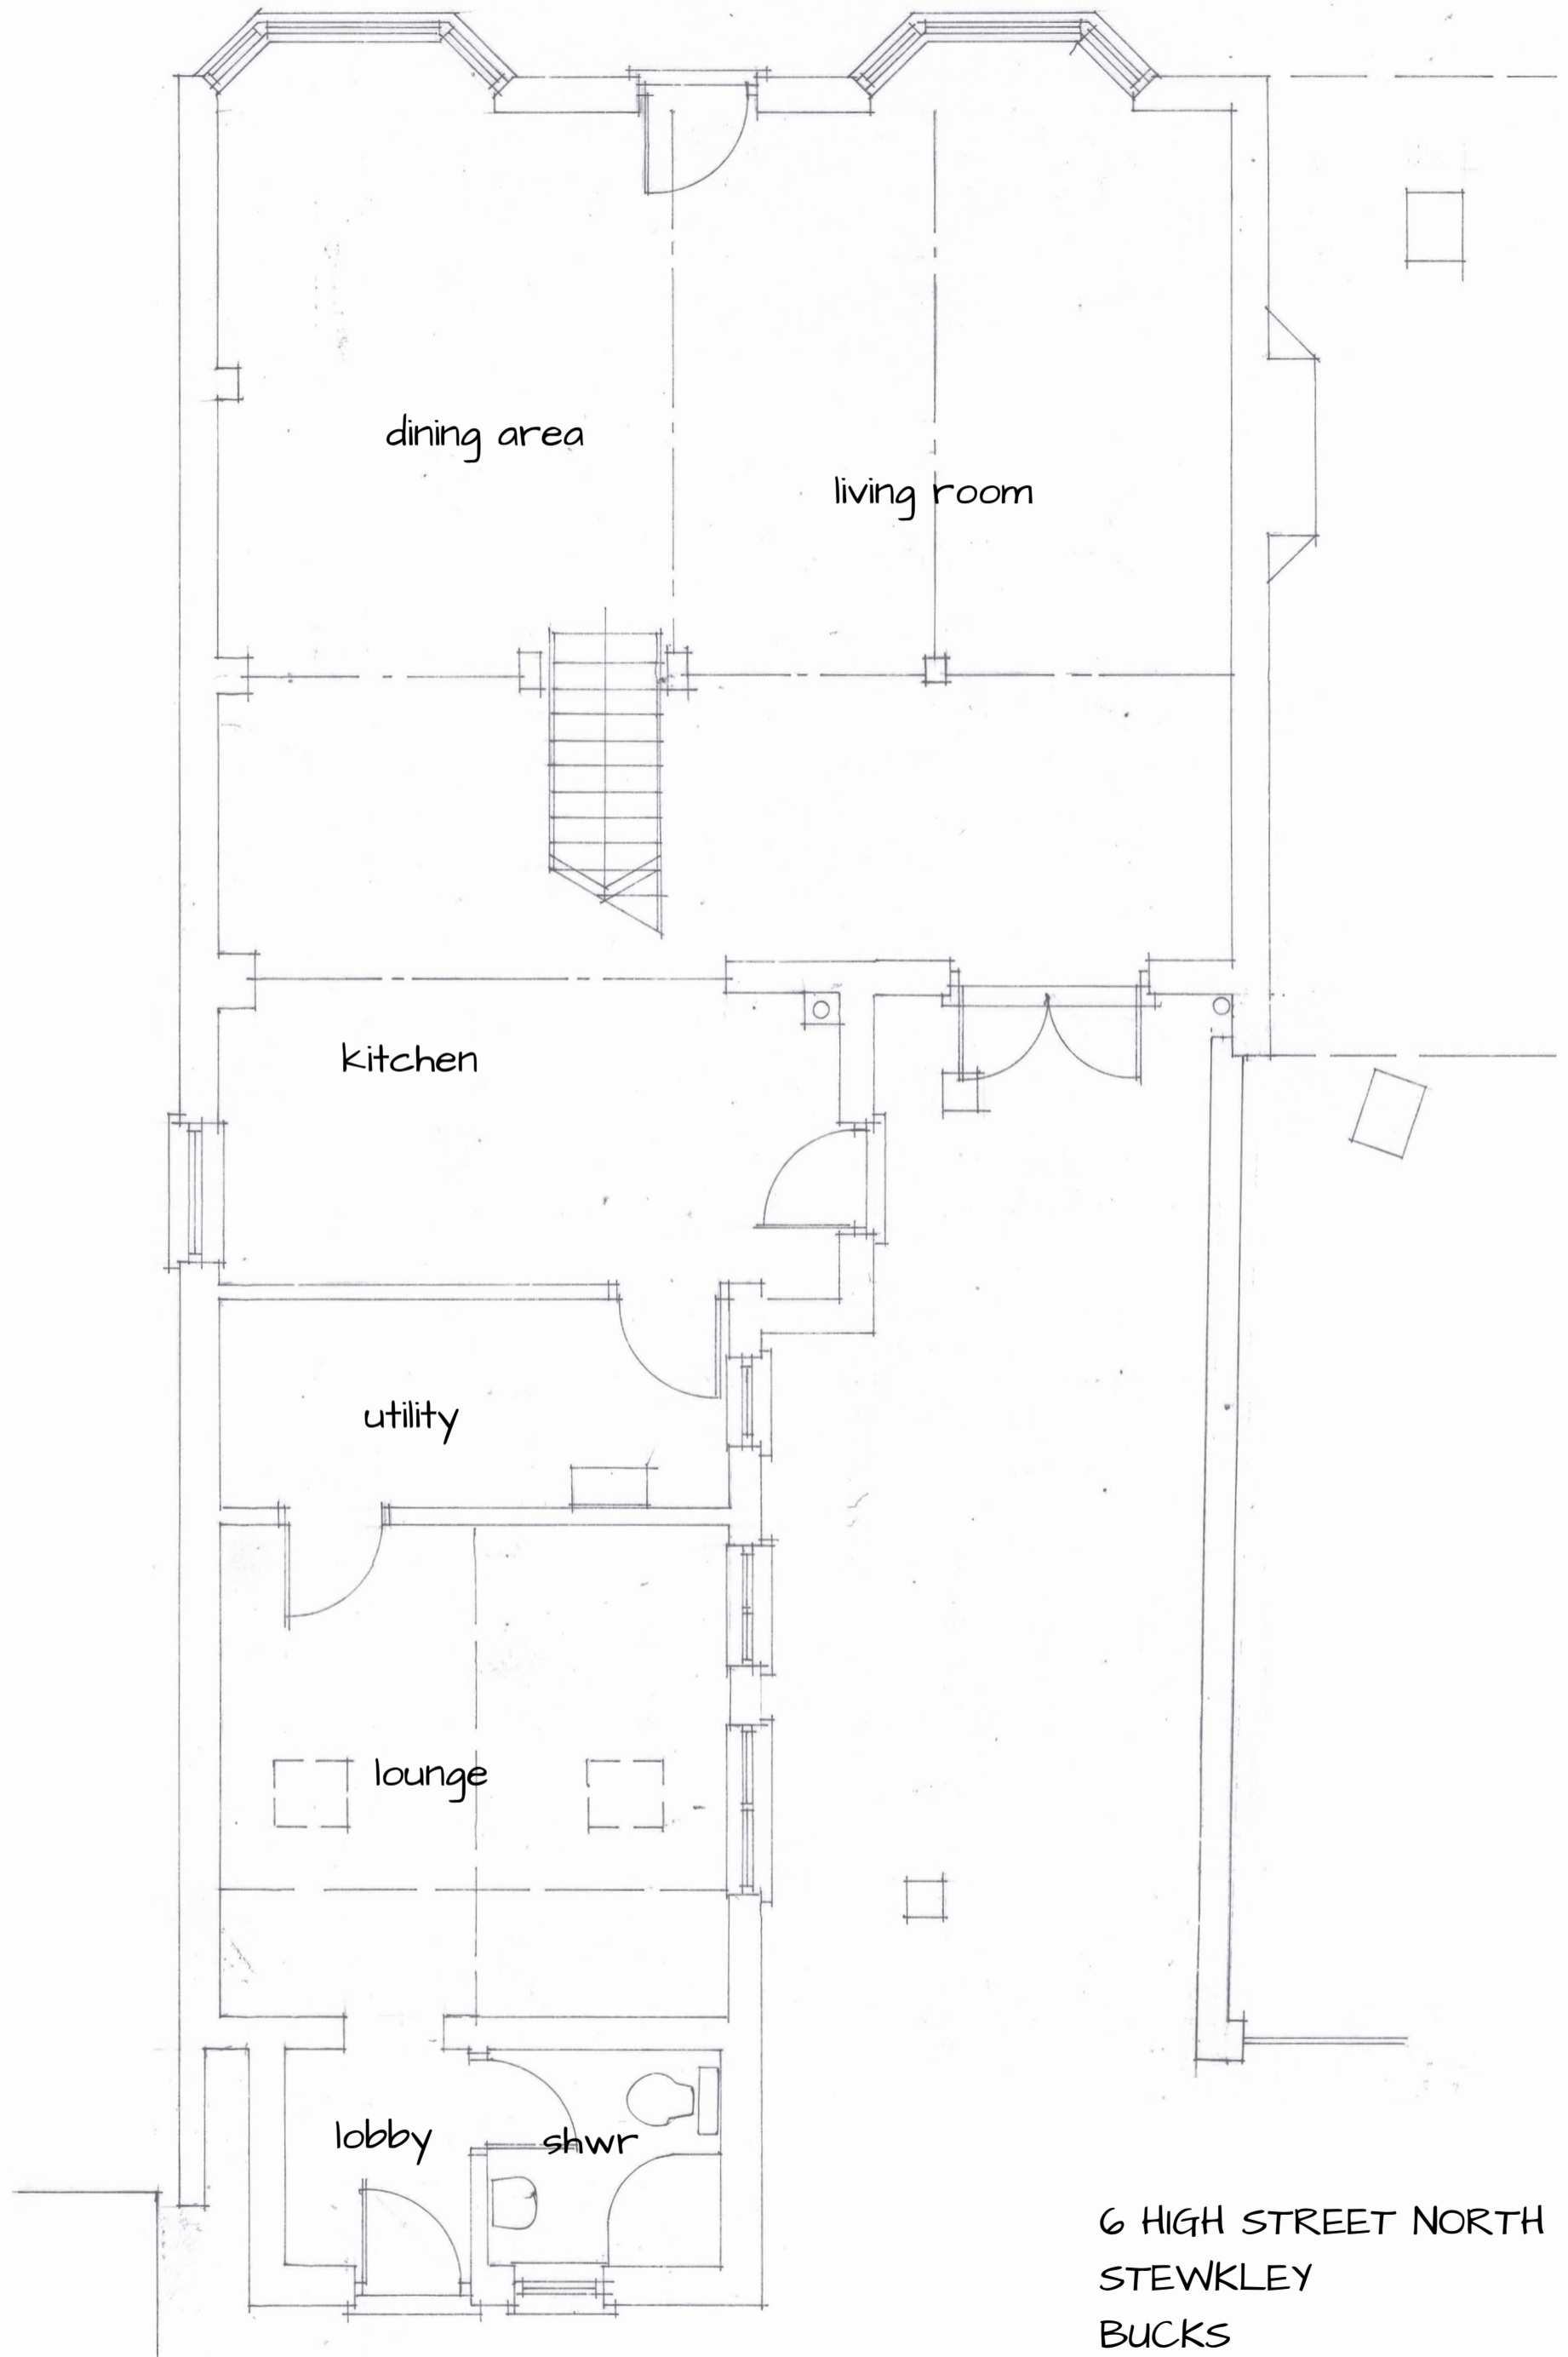 dining area
living room
kitchen
utility
lounge
lobby
shwr
6 HIGH STREET NORTH
STEWKLEY
BUCKS